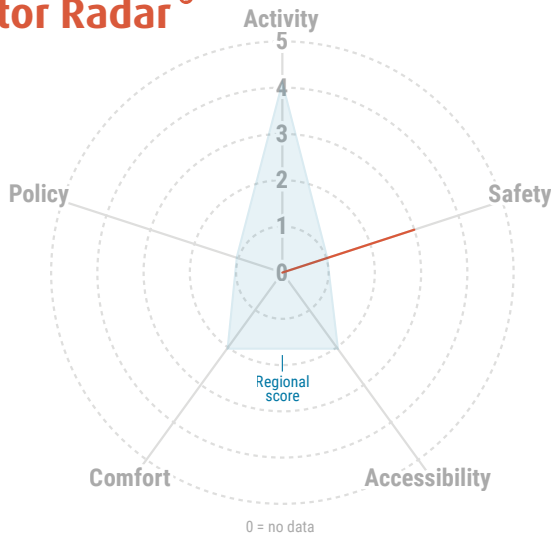 tor Radar
Activity
5
4
3
2
1
0
Policy
Safety
Regional
score
Comfort
Accessibility
0 = no data